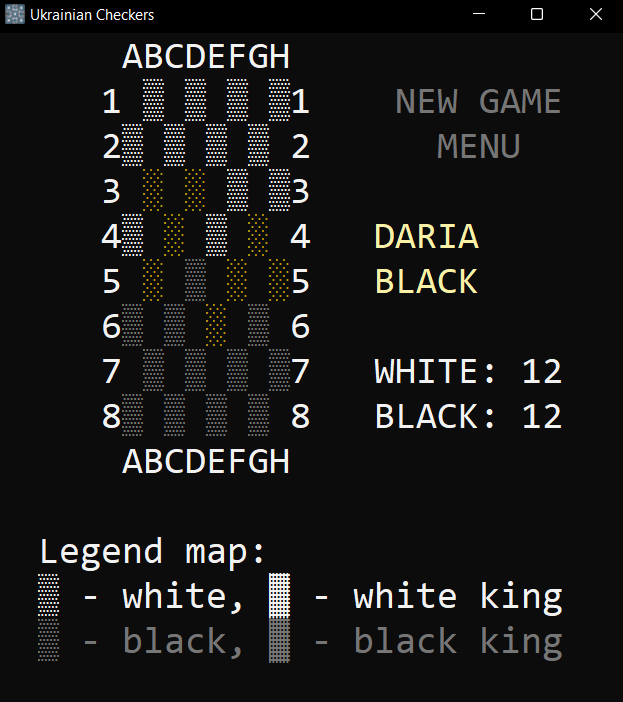 Ukrainian Checkers
ABCDEFGH
1 1 NEW GAME
2 2 MENU
3 3
4 4 DARIA
5 5 BLACK
6 6
7 7 WHITE: 12
8 8 BLACK: 12
ABCDEFGH
Legend map:
▒ - white, ▓ - white king
▒ - black, ▓ - black king